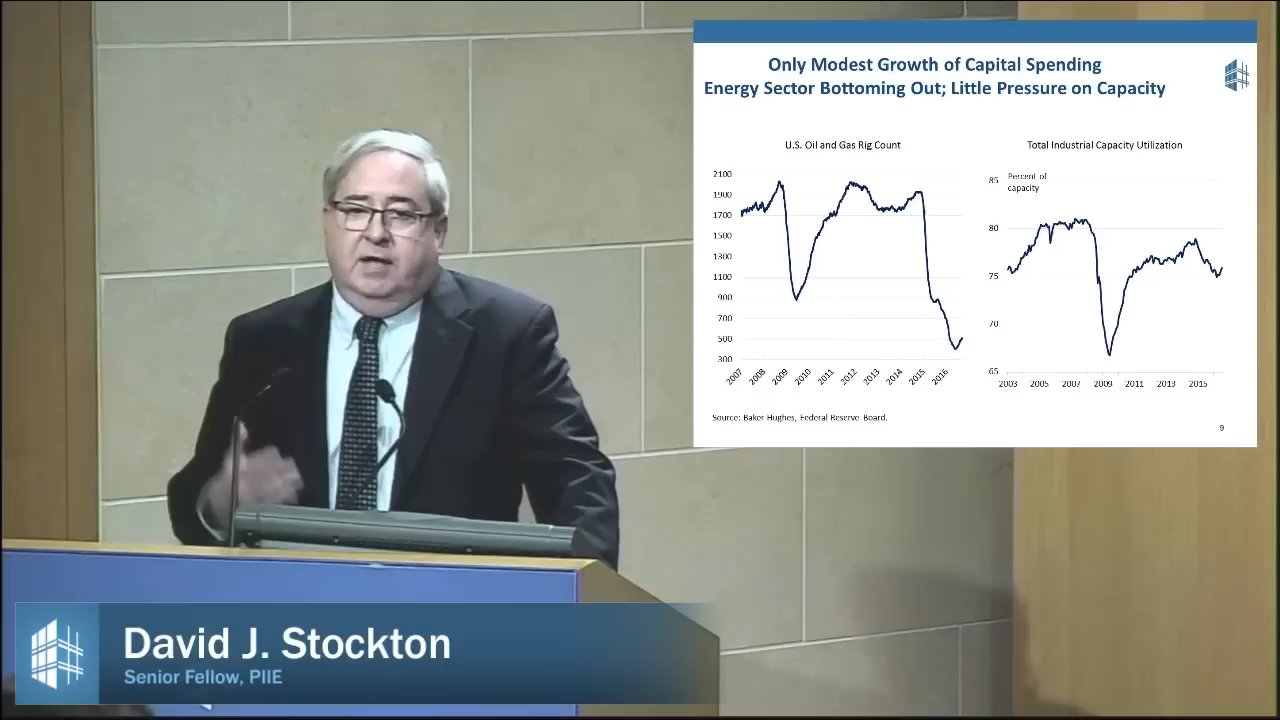 Only Modest Growth of Capital Spending
Energy Sector Bottoming Out; Little Pressure on Capacity
U.S. Oil and Gas Rig Count
2100
1900
1700
1500
1300
1100
900
700
500
300
2007 2008 2009 2010 2011 2012 2013 2014 2015 2016
Total Industrial Capacity Utilization
Percent of
capacity
85
80
75
70
65
2003 2005 2007 2009 2011 2013 2015
Source: Baker Hughes, Federal Reserve Board.
9
David J. Stockton
Senior Fellow, PIIE